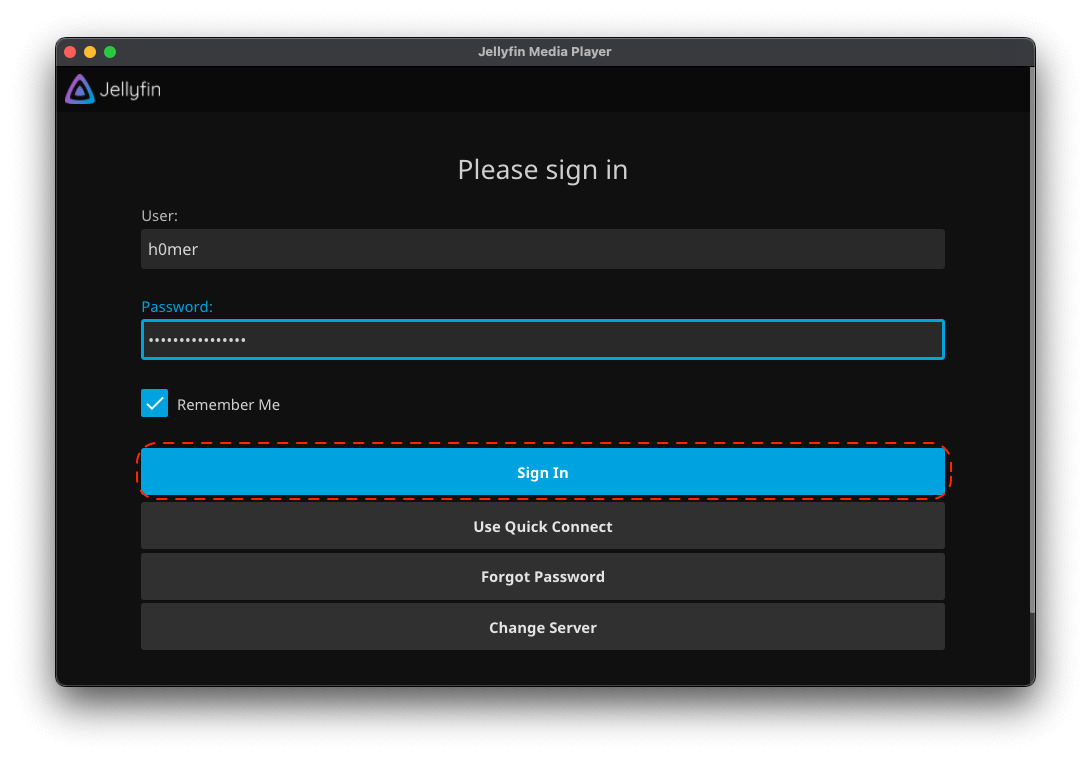 Jellyfin Media Player
Jellyfin
Please sign in
User:
h0mer
Password:
••••••••••••••••
Remember Me
Sign In
Use Quick Connect
Forgot Password
Change Server